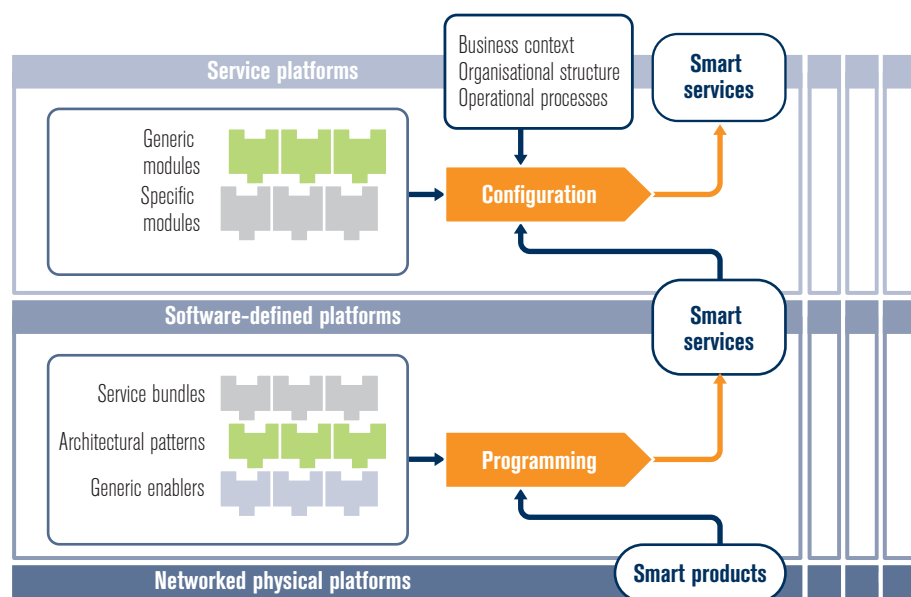 Business context
Organisational structure
Operational processes
Smart
services
Service platforms
Generic
modules
Specific
modules
Configuration
Software-defined platforms
Smart
services
Service bundles
Architectural patterns
Generic enablers
Programming
Smart products
Networked physical platforms